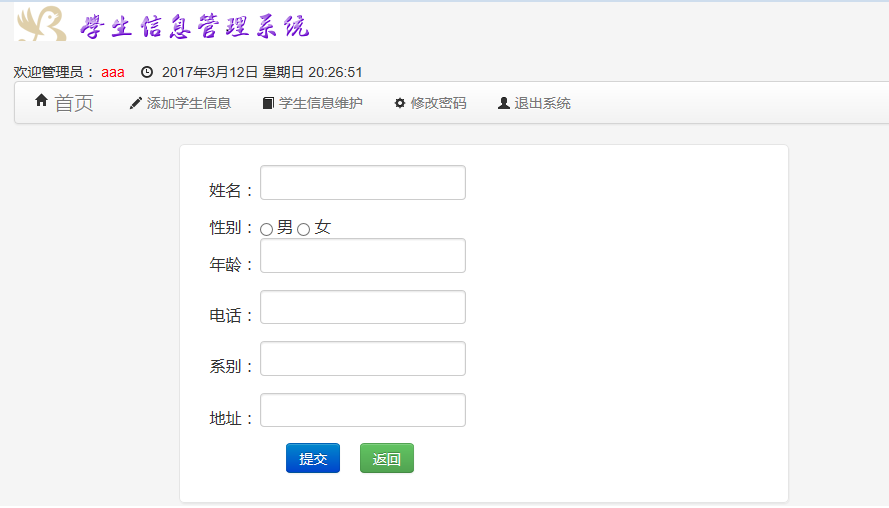 學生信息管理系统
欢迎管理员： aaa 2017年3月12日 星期日 20:26:51
首页 添加学生信息 学生信息维护 修改密码 退出系统
姓名：
性别： 男 女
年龄：
电话：
系别：
地址：
提交 返回